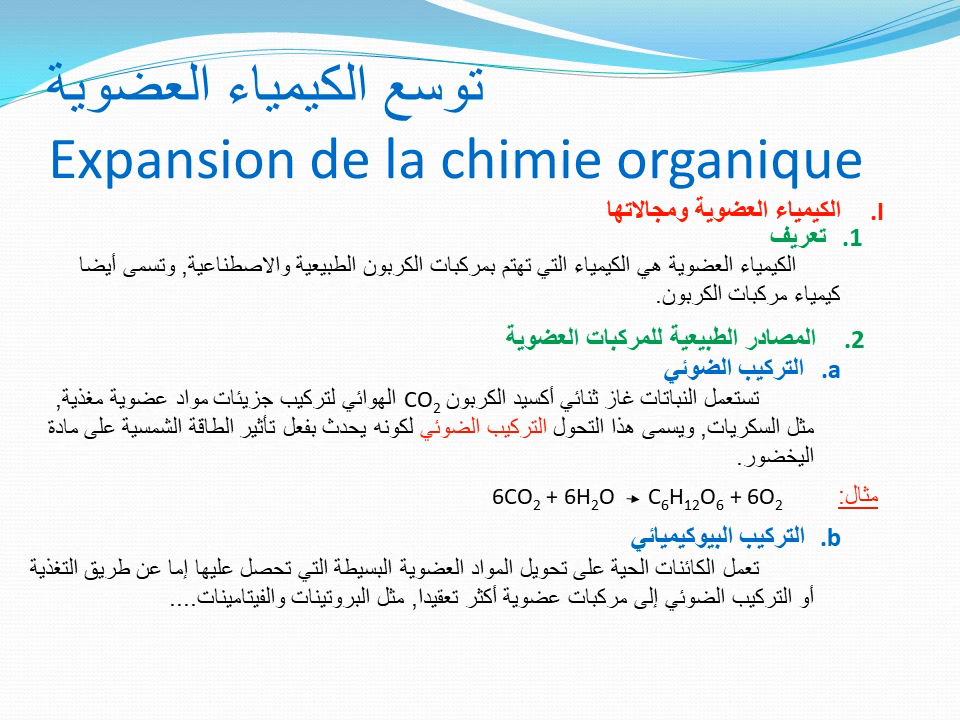 توسع الكيمياء العضوية
Expansion de la chimie organique
I. الكيمياء العضوية ومجالاتها
1. تعريف
الكيمياء العضوية هي الكيمياء التي تهتم بمركبات الكربون الطبيعية والاصطناعية, وتسمى أيضا
كيمياء مركبات الكربون.
2. المصادر الطبيعية للمركبات العضوية
a. التركيب الضوئي
تستعمل النباتات غاز ثنائي أكسيد الكربون CO₂ الهوائي لتركيب جزيئات مواد عضوية مغذية,
مثل السكريات, ويسمى هذا التحول التركيب الضوئي لكونه يحدث بفعل تأثير الطاقة الشمسية على مادة
اليخضور.
مثال: 6CO₂ + 6H₂O → C₆H₁₂O₆ + 6O₂
b. التركيب البيوكيميائي
تعمل الكائنات الحية على تحويل المواد العضوية البسيطة التي تحصل عليها إما عن طريق التغذية
أو التركيب الضوئي إلى مركبات عضوية أكثر تعقيدا, مثل البروتينات والفيتامينات....